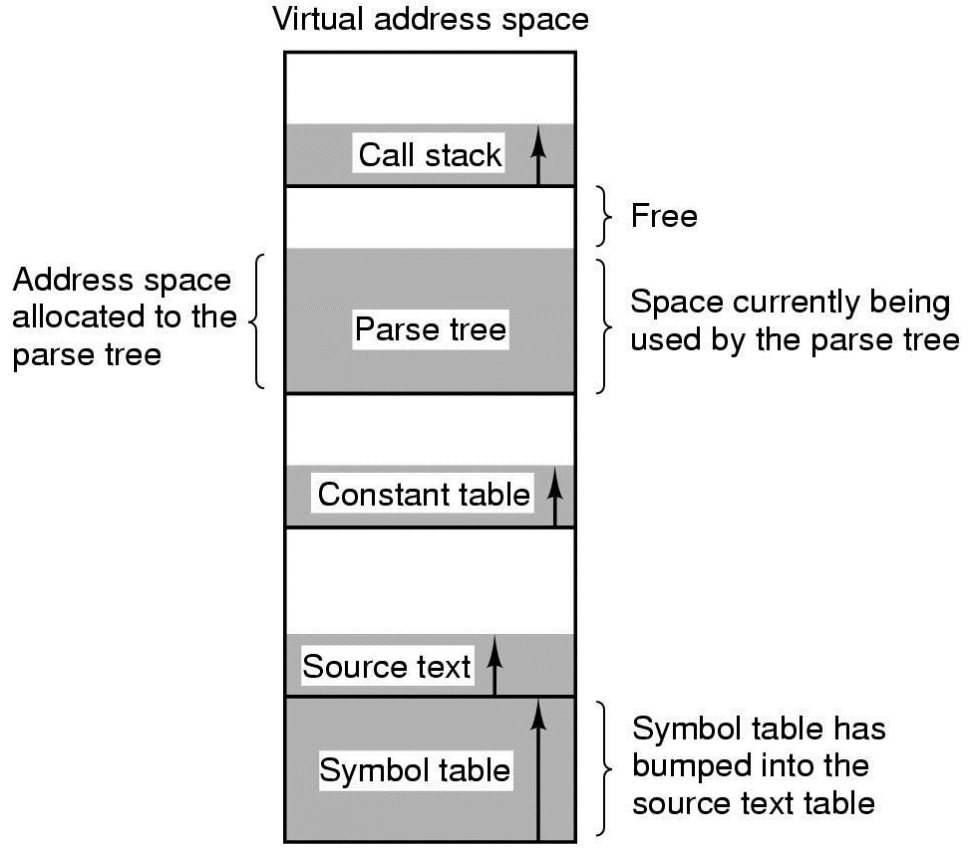 Virtual address space
Call stack
Free
Address space
allocated to the
parse tree
Parse tree
Space currently being
used by the parse tree
Constant table
Source text
Symbol table
Symbol table has
bumped into the
source text table